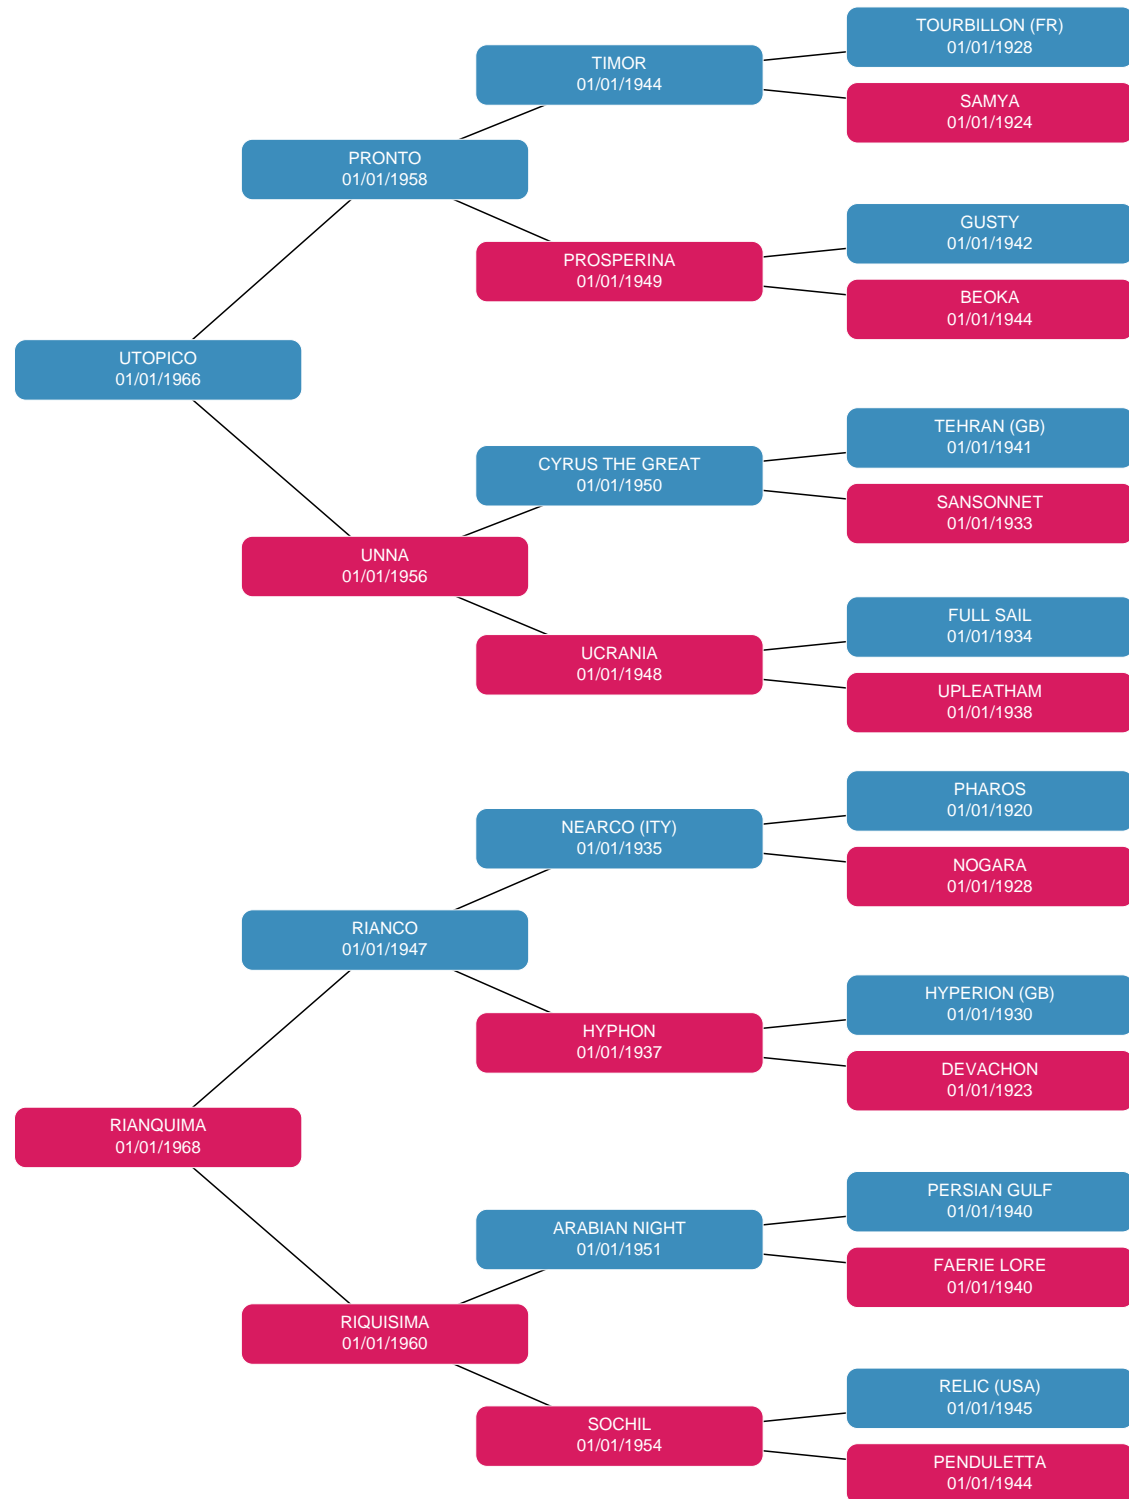 TOURBILLON (FR)
01/01/1928
TIMOR
01/01/1944
SAMYA
01/01/1924
PRONTO
01/01/1958
GUSTY
01/01/1942
PROSPERINA
01/01/1949
BEOKA
01/01/1944
UTOPICO
01/01/1966
TEHRAN (GB)
01/01/1941
CYRUS THE GREAT
01/01/1950
SANSONNET
01/01/1933
UNNA
01/01/1956
FULL SAIL
01/01/1934
UCRANIA
01/01/1948
UPLEATHAM
01/01/1938
PHAROS
01/01/1920
NEARCO (ITY)
01/01/1935
NOGARA
01/01/1928
RIANCO
01/01/1947
HYPERION (GB)
01/01/1930
HYPHON
01/01/1937
DEVACHON
01/01/1923
RIANQUIMA
01/01/1968
PERSIAN GULF
01/01/1940
ARABIAN NIGHT
01/01/1951
FAERIE LORE
01/01/1940
RIQUISIMA
01/01/1960
RELIC (USA)
01/01/1945
SOCHIL
01/01/1954
PENDULETTA
01/01/1944